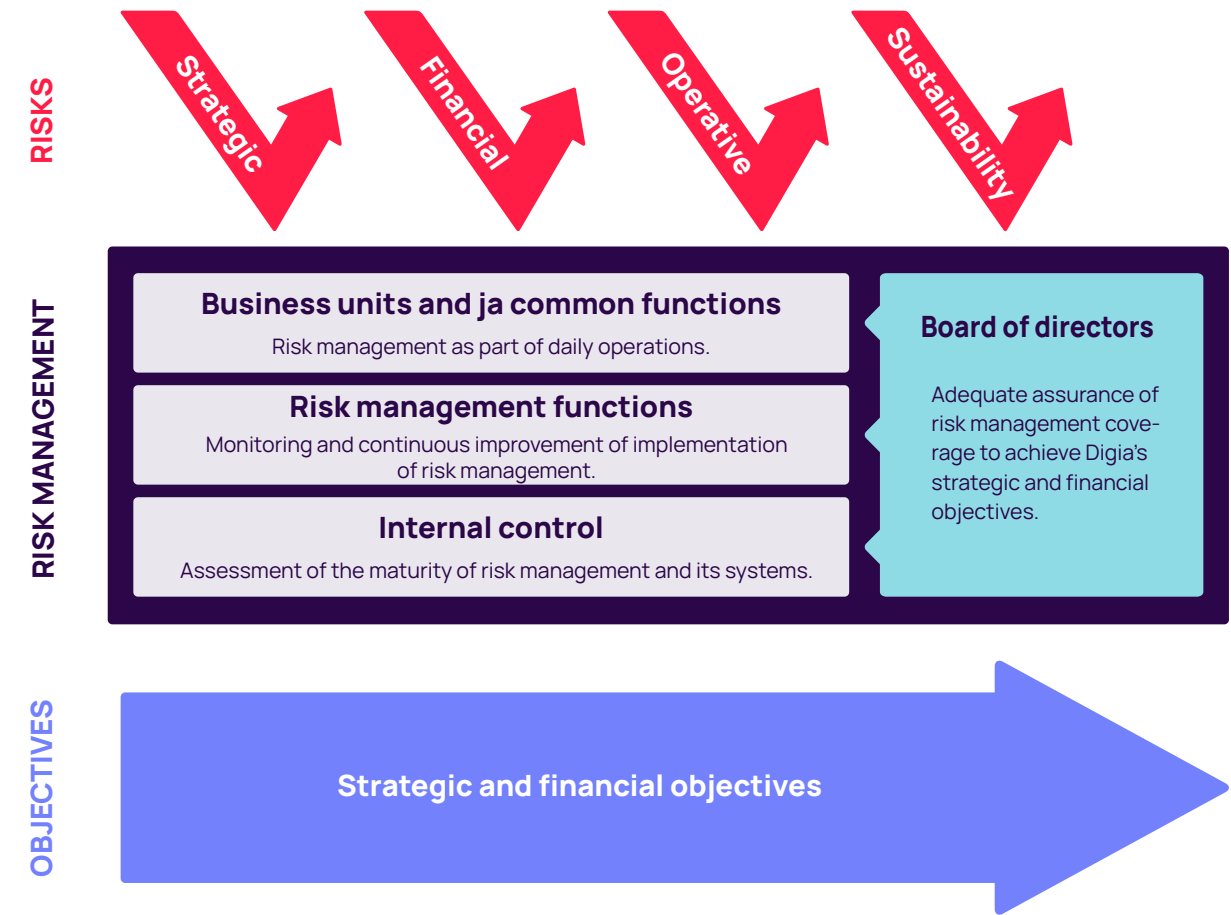 RISKS
Strategic
Financial
Operative
Sustainability
RISK MANAGEMENT
Business units and ja common functions
Risk management as part of daily operations.
Risk management functions
Monitoring and continuous improvement of implementation
of risk management.
Internal control
Assessment of the maturity of risk management and its systems.
Board of directors
Adequate assurance of
risk management cove-
rage to achieve Digia's
strategic and financial
objectives.
OBJECTIVES
Strategic and financial objectives